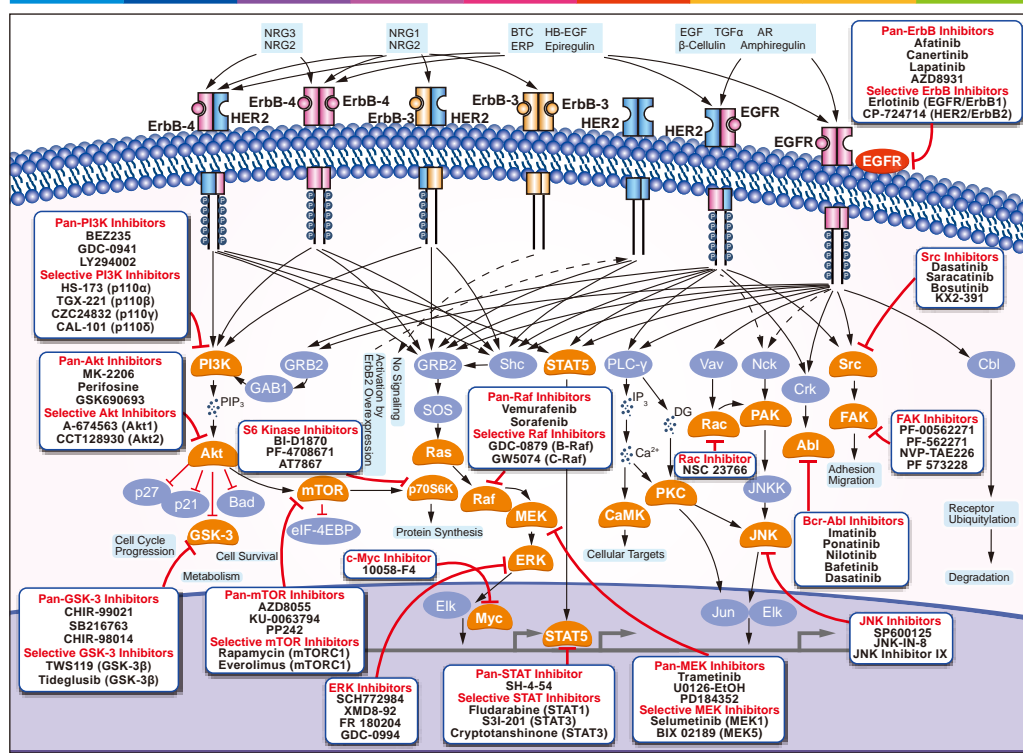 NRG3
NRG2
NRG1
NRG2
BTC HB-EGF
ERP Epiregulin
EGF TGFα AR
β-Cellulin Amphiregulin
Pan-ErbB Inhibitors
Afatinib
Canertinib
Lapatinib
AZD8931
Selective ErbB Inhibitors
Erlotinib (EGFR/ErbB1)
CP-724714 (HER2/ErbB2)
ErbB-4
HER2
ErbB-4
ErbB-4
ErbB-3
HER2
ErbB-3
ErbB-3
HER2
HER2
EGFR
EGFR
EGFR
Pan-PI3K Inhibitors
BEZ235
GDC-0941
LY294002
Selective PI3K Inhibitors
HS-173 (p110α)
TGX-221 (p110β)
CZC24832 (p110γ)
CAL-101 (p110δ)
Src Inhibitors
Dasatinib
Saracatinib
Bosutinib
KX2-391
PI3K
GRB2
GAB1
Activation by
ErbB2 Overexpression
No Signaling
GRB2
Shc
STAT5
PLC-γ
Vav
Nck
Crk
Src
Cbl
Pan-Akt Inhibitors
MK-2206
Perifosine
GSK690693
Selective Akt Inhibitors
A-674563 (Akt1)
CCT128930 (Akt2)
PIP3
SOS
Pan-Raf Inhibitors
Vemurafenib
Sorafenib
Selective Raf Inhibitors
GDC-0879 (B-Raf)
GW5074 (C-Raf)
IP3
DG
Ca2+
Rac
PAK
Abl
FAK
FAK Inhibitors
PF-00562271
PF-562271
NVP-TAE226
PF 573228
S6 Kinase Inhibitors
BI-D1870
PF-4708671
AT7867
Rac Inhibitor
NSC 23766
Adhesion
Migration
Akt
Ras
p27
p21
Bad
mTOR
p70S6K
Raf
MEK
PKC
CaMK
JNKK
JNK
GSK-3
eIF-4EBP
Protein Synthesis
Cellular Targets
Receptor
Ubiquitylation
Degradation
Cell Cycle
Progression
Cell Survival
Metabolism
ERK
Bcr-Abl Inhibitors
Imatinib
Ponatinib
Nilotinib
Bafetinib
Dasatinib
c-Myc Inhibitor
10058-F4
Elk
Myc
STAT5
Jun
Elk
Pan-GSK-3 Inhibitors
CHIR-99021
SB216763
CHIR-98014
Selective GSK-3 Inhibitors
TWS119 (GSK-3β)
Tideglusib (GSK-3β)
Pan-mTOR Inhibitors
AZD8055
KU-0063794
PP242
Selective mTOR Inhibitors
Rapamycin (mTORC1)
Everolimus (mTORC1)
JNK Inhibitors
SP600125
JNK-IN-8
JNK Inhibitor IX
ERK Inhibitors
SCH772984
XMD8-92
FR 180204
GDC-0994
Pan-STAT Inhibitor
SH-4-54
Selective STAT Inhibitors
Fludarabine (STAT1)
S3I-201 (STAT3)
Cryptotanshinone (STAT3)
Pan-MEK Inhibitors
Trametinib
U0126-EtOH
PD184352
Selective MEK Inhibitors
Selumetinib (MEK1)
BIX 02189 (MEK5)